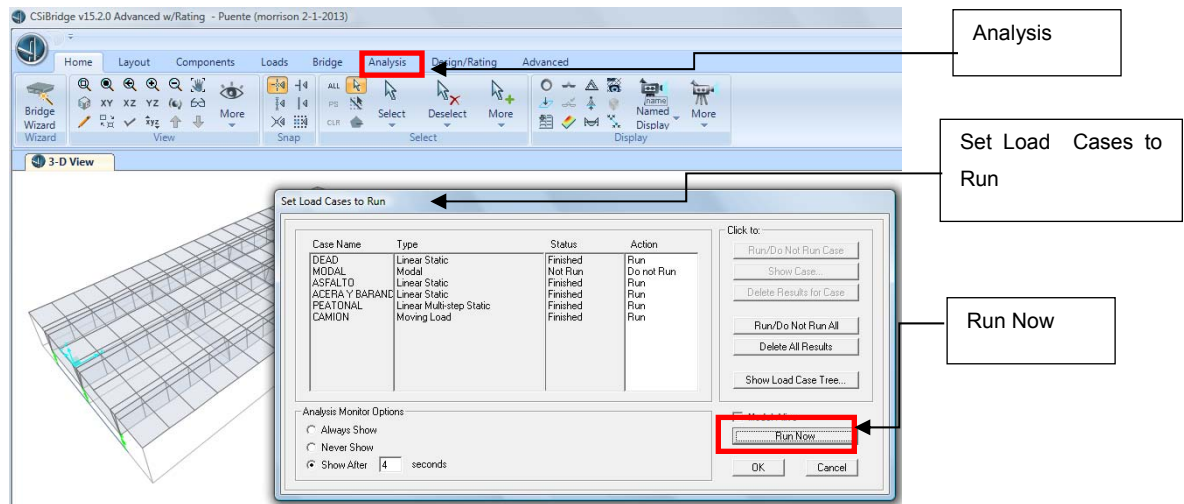 CSiBridge v15.2.0 Advanced w/Rating - Puente (morrison 2-1-2013)
Home Layout Components Loads Bridge Analysis Design/Rating Advanced
ALL
XY XZ YZ
PS
CLR
Bridge Wizard
More
Select
Deselect
More
name
Named Display
More
Wizard View Snap Select Display
3-D View
Analysis
Set Load Cases to Run
Run Now
Set Load Cases to Run
Case Name Type Status Action
DEAD Linear Static Finished Run
MODAL Modal Not Run Do not Run
ASFALTO Linear Static Finished Run
ACERA Y BARAND Linear Static Finished Run
PEATONAL Linear Multi-step Static Finished Run
CAMION Moving Load Finished Run
Click to:
Run/Do Not Run Case
Show Case...
Delete Results for Case
Run/Do Not Run All
Delete All Results
Show Load Case Tree...
Analysis Monitor Options
Always Show
Never Show
Show After 4 seconds
Run Now
OK Cancel